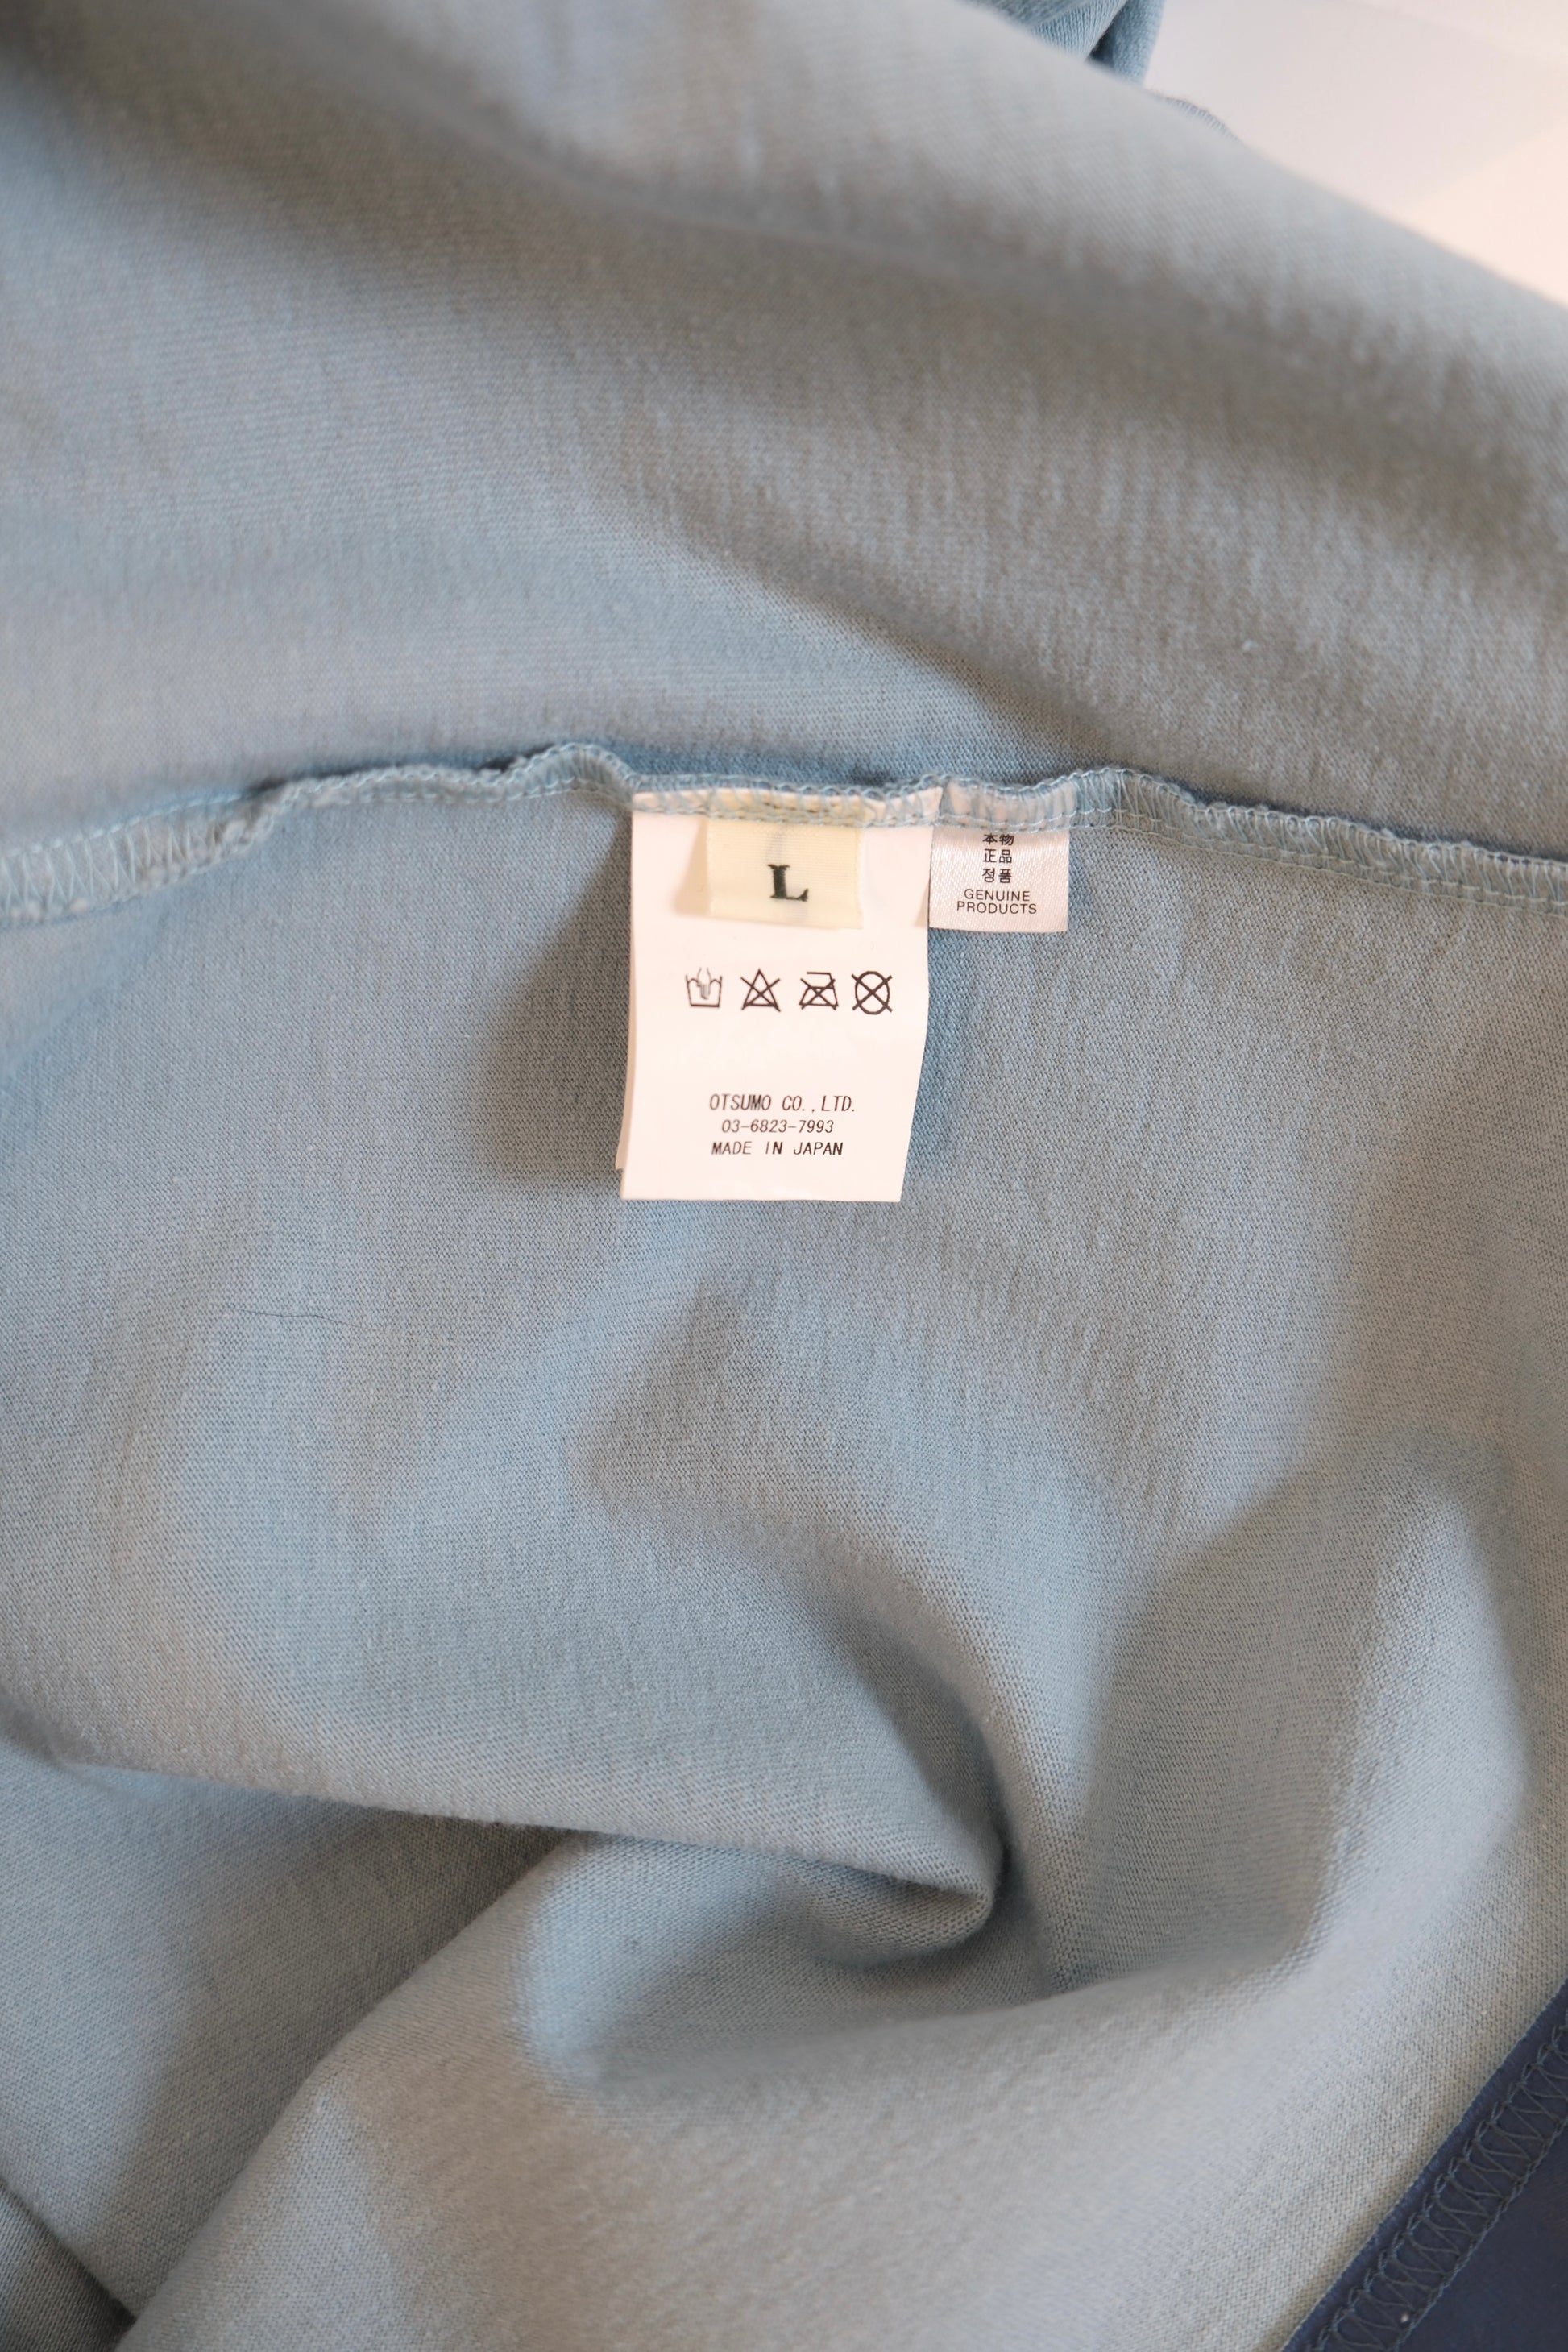 L
本物
正品
정품
GENUINE
PRODUCTS
OTSUMO CO.,LTD.
03-6823-7993
MADE IN JAPAN